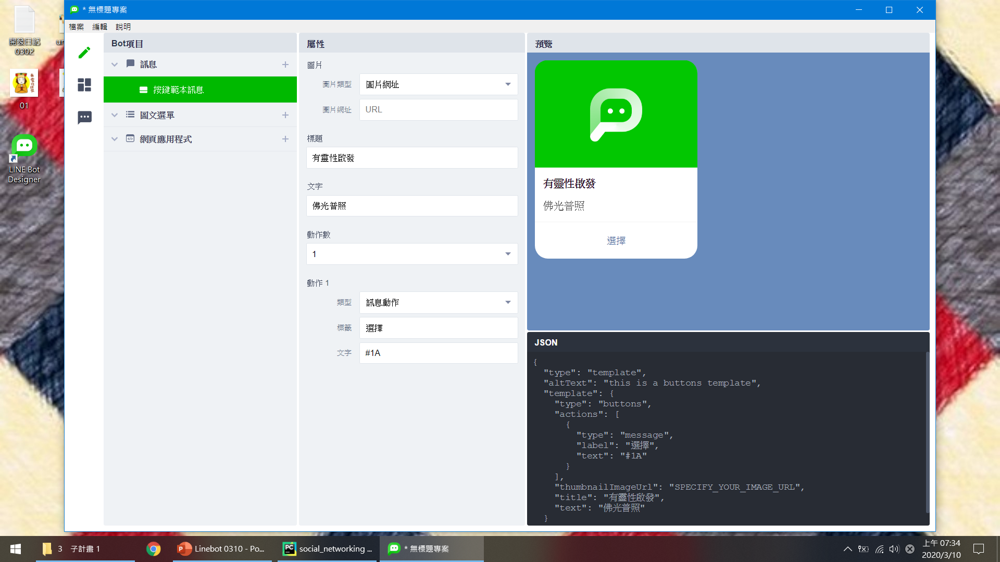 * 無標題專案
檔案 編輯 說明
開發日記
0302
ur
01
LINE Bot
Designer
Bot項目
訊息
按鍵範本訊息
圖文選單
網頁應用程式
屬性
圖片
圖片類型 圖片網址
圖片網址 URL
標題
有靈性啟發
文字
佛光普照
動作數
1
動作 1
類型 訊息動作
標籤 選擇
文字 #1A
預覽
有靈性啟發
佛光普照
選擇
JSON
{
"type": "template",
"altText": "this is a buttons template",
"template": {
"type": "buttons",
"actions": [
{
"type": "message",
"label": "選擇",
"text": "#1A"
}
],
"thumbnailImageUrl": "SPECIFY_YOUR_IMAGE_URL",
"title": "有靈性啟發",
"text": "佛光普照"
}
3 子計畫 1
Linebot 0310 - Po...
social_networking ...
* 無標題專案
上午 07:34
2020/3/10